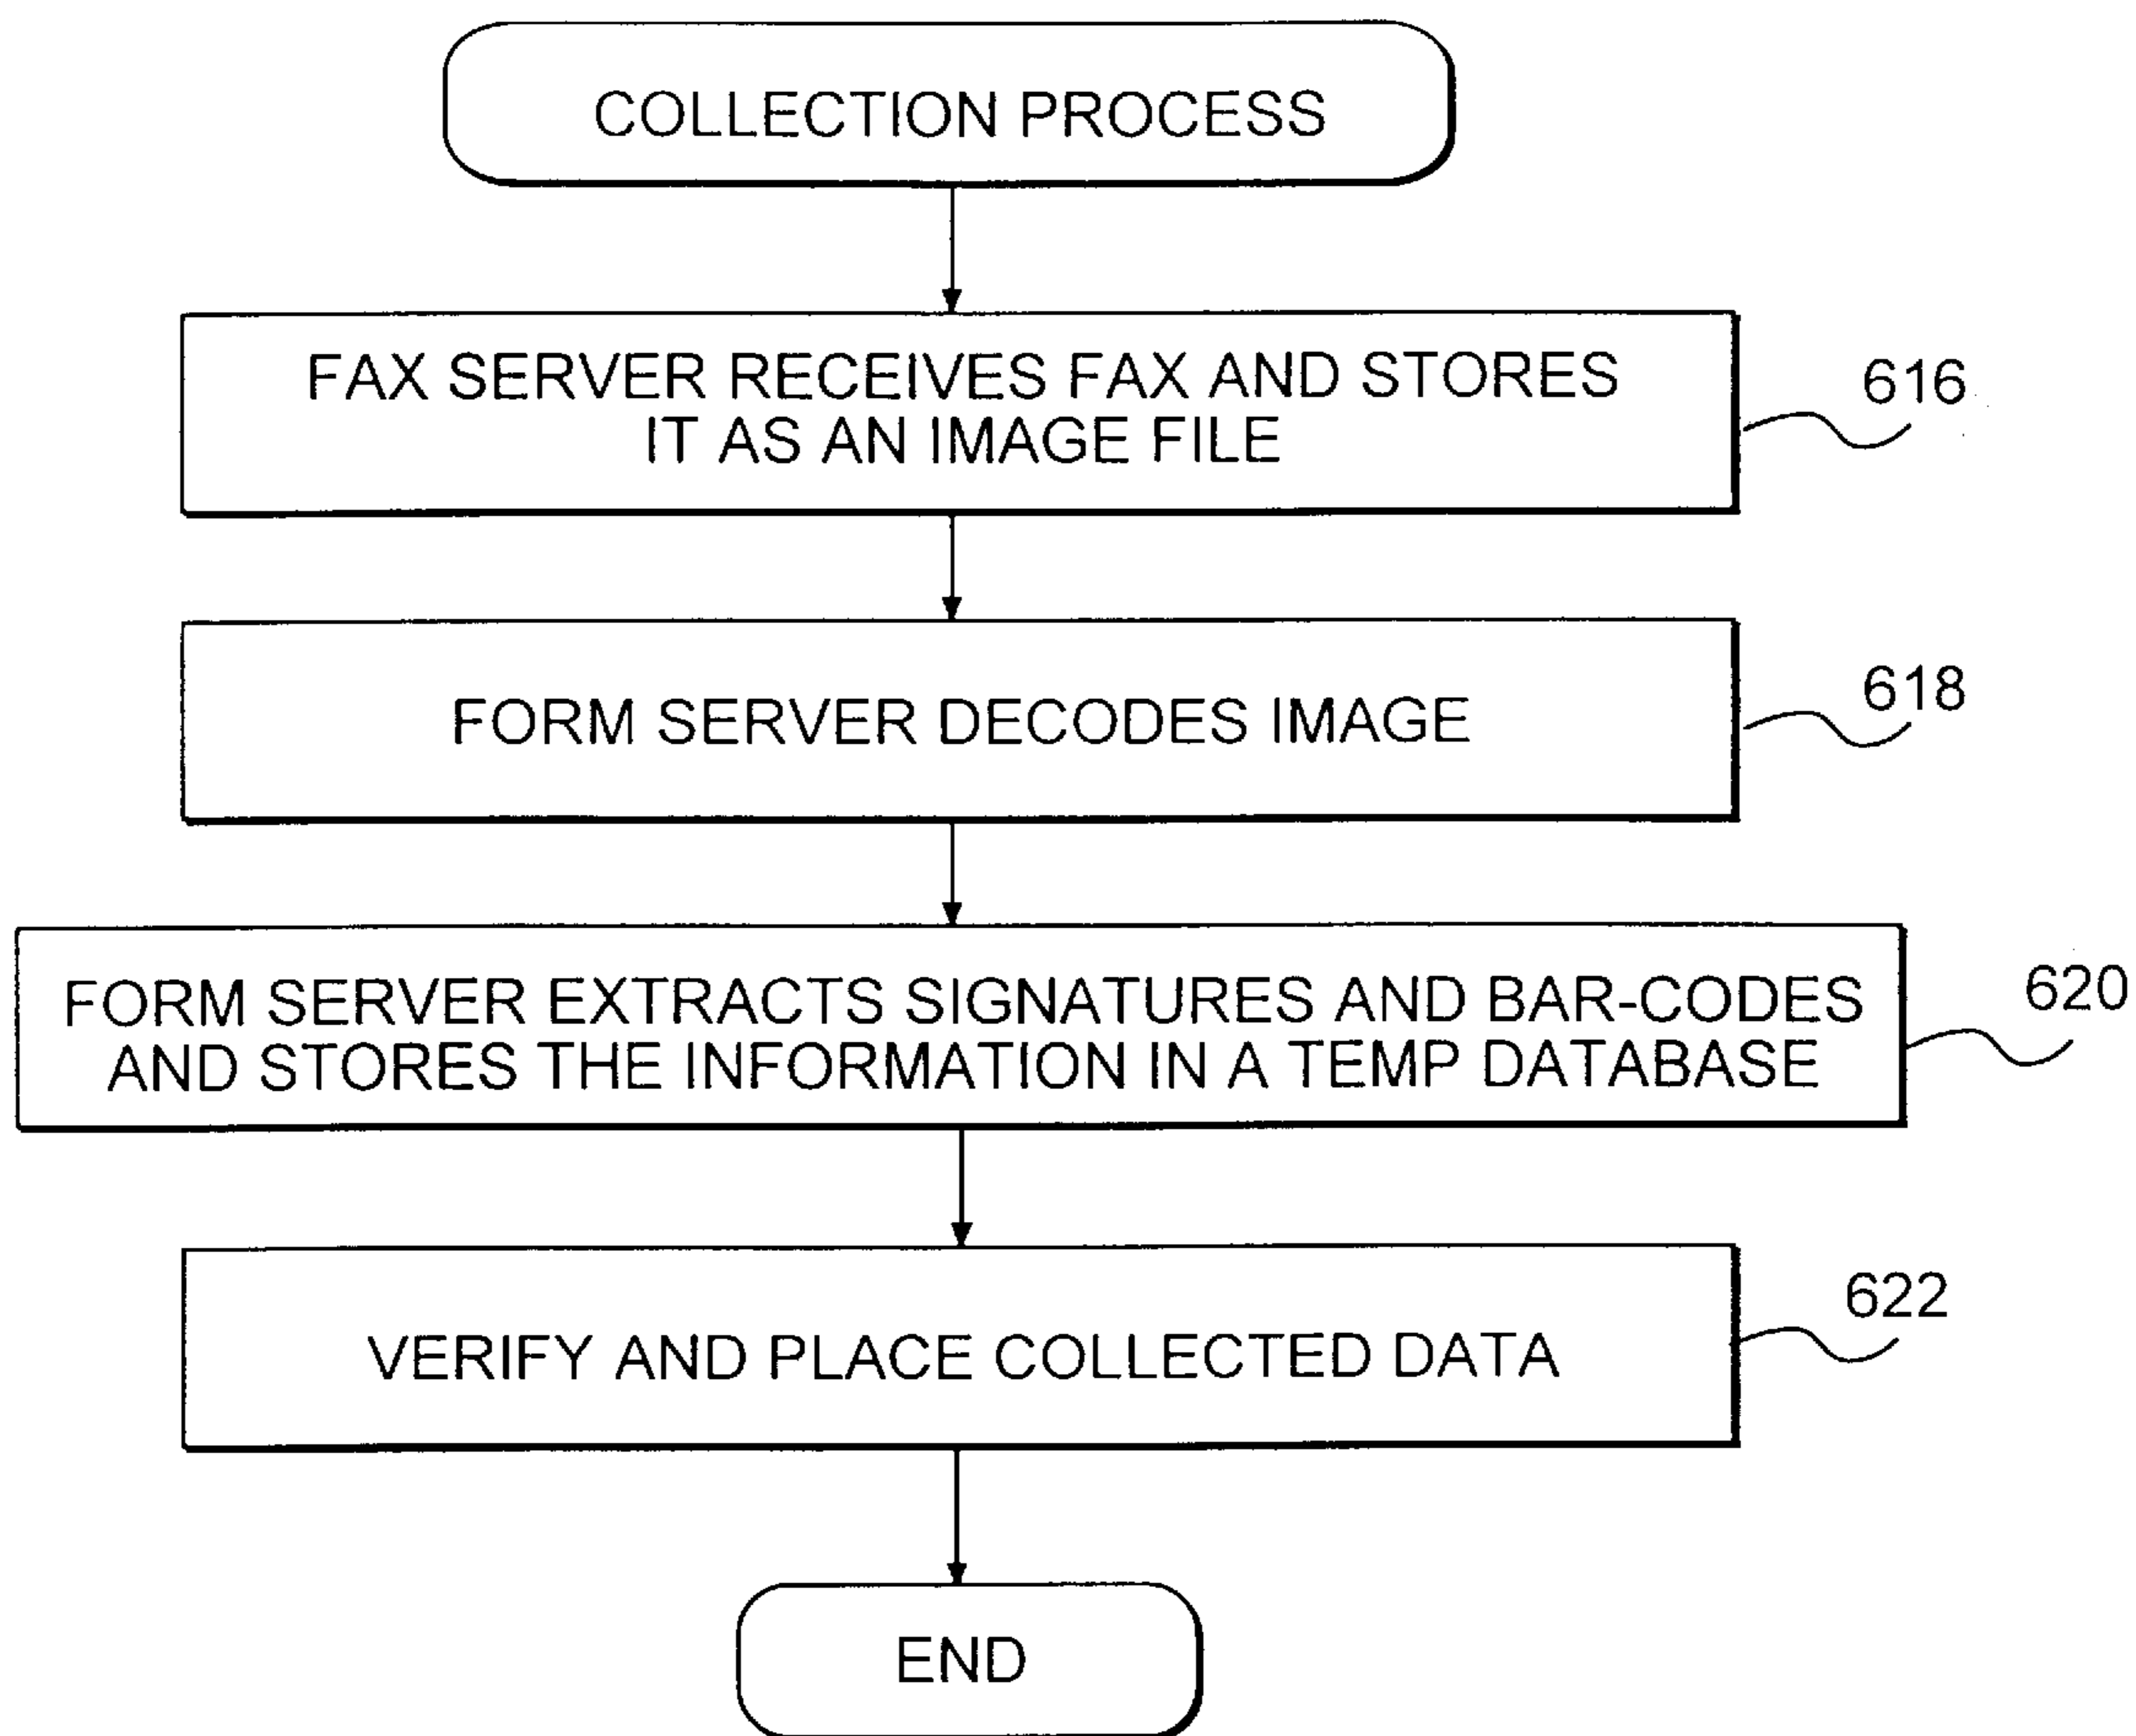 COLLECTION PROCESS
FAX SERVER RECEIVES FAX AND STORES
IT AS AN IMAGE FILE
616
FORM SERVER DECODES IMAGE
618
FORM SERVER EXTRACTS SIGNATURES AND BAR-CODES
AND STORES THE INFORMATION IN A TEMP DATABASE
620
VERIFY AND PLACE COLLECTED DATA
622
END